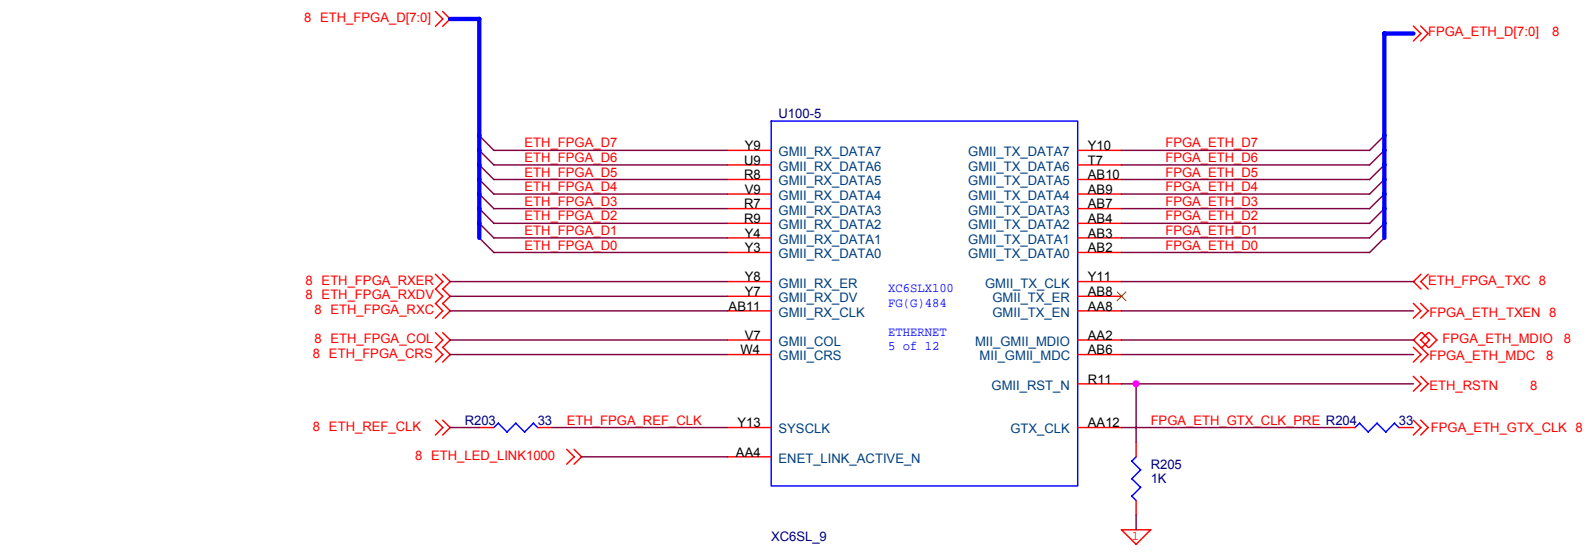 8 ETH_FPGA_D[7:0]
FPGA_ETH_D[7:0] 8
U100-5
ETH_FPGA_D7 Y9 GMII_RX_DATA7 GMII_TX_DATA7 Y10 FPGA_ETH_D7
ETH_FPGA_D6 U9 GMII_RX_DATA6 GMII_TX_DATA6 T7 FPGA_ETH_D6
ETH_FPGA_D5 R8 GMII_RX_DATA5 GMII_TX_DATA5 AB10 FPGA_ETH_D5
ETH_FPGA_D4 V9 GMII_RX_DATA4 GMII_TX_DATA4 AB9 FPGA_ETH_D4
ETH_FPGA_D3 R7 GMII_RX_DATA3 GMII_TX_DATA3 AB7 FPGA_ETH_D3
ETH_FPGA_D2 R9 GMII_RX_DATA2 GMII_TX_DATA2 AB4 FPGA_ETH_D2
ETH_FPGA_D1 Y4 GMII_RX_DATA1 GMII_TX_DATA1 AB3 FPGA_ETH_D1
ETH_FPGA_D0 Y3 GMII_RX_DATA0 GMII_TX_DATA0 AB2 FPGA_ETH_D0
8 ETH_FPGA_RXER Y8 GMII_RX_ER GMII_TX_CLK Y11 ETH_FPGA_TXC 8
8 ETH_FPGA_RXDV Y7 GMII_RX_DV XC6SLX100 GMII_TX_ER AB8
8 ETH_FPGA_RXC AB11 GMII_RX_CLK FG(G)484 GMII_TX_EN AA8 FPGA_ETH_TXEN 8
ETHERNET
8 ETH_FPGA_COL V7 GMII_COL MII_GMII_MDIO AA2 FPGA_ETH_MDIO 8
8 ETH_FPGA_CRS W4 GMII_CRS 5 of 12 MII_GMII_MDC AB6 FPGA_ETH_MDC 8
GMII_RST_N R11 ETH_RSTN 8
8 ETH_REF_CLK R203 33 ETH_FPGA_REF_CLK Y13 SYSCLK GTX_CLK AA12 FPGA_ETH_GTX_CLK_PRE R204 33 FPGA_ETH_GTX_CLK 8
8 ETH_LED_LINK1000 AA4 ENET_LINK_ACTIVE_N
R205
1K
XC6SL_9
1